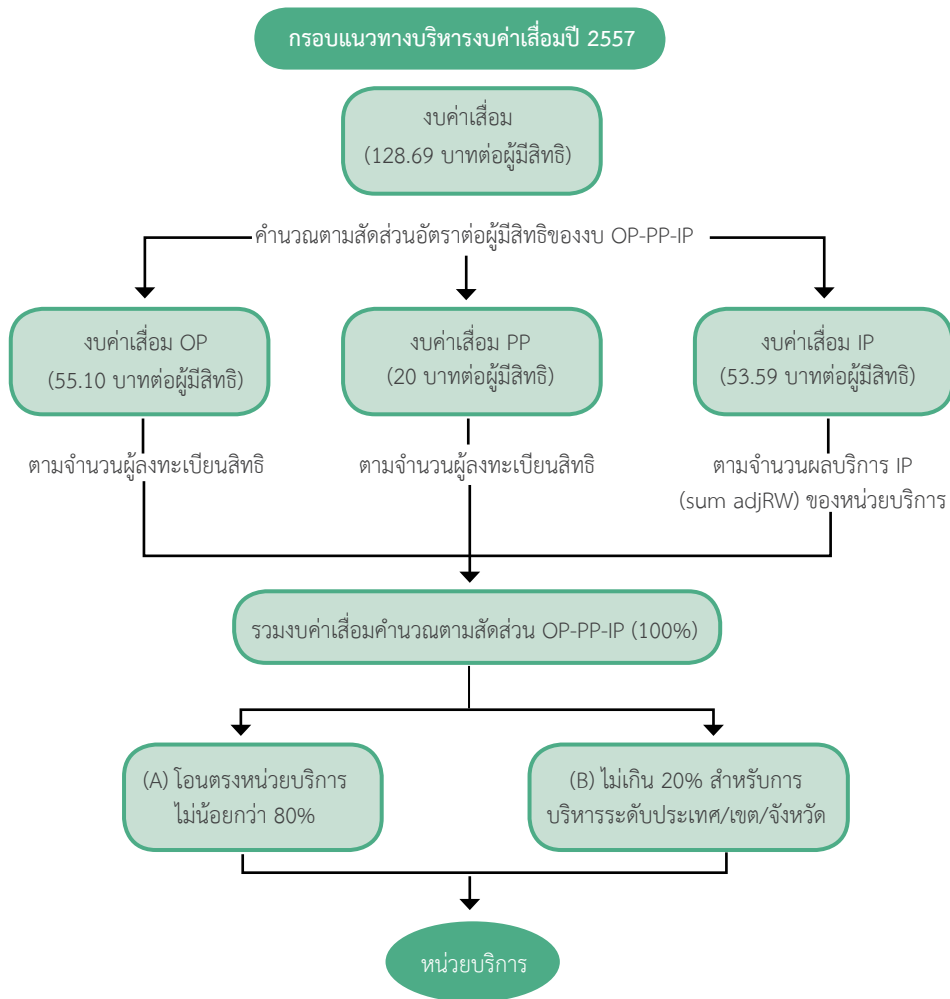 กรอบแนวทางบริหารงบค่าเสื่อมปี 2557
งบค่าเสื่อม
(128.69 บาทต่อผู้มีสิทธิ)
คำนวณตามสัดส่วนอัตราต่อผู้มีสิทธิของงบ OP-PP-IP
งบค่าเสื่อม OP
(55.10 บาทต่อผู้มีสิทธิ)
งบค่าเสื่อม PP
(20 บาทต่อผู้มีสิทธิ)
งบค่าเสื่อม IP
(53.59 บาทต่อผู้มีสิทธิ)
ตามจำนวนผู้ลงทะเบียนสิทธิ
ตามจำนวนผู้ลงทะเบียนสิทธิ
ตามจำนวนผลบริการ IP
(sum adjRW) ของหน่วยบริการ
รวมงบค่าเสื่อมคำนวณตามสัดส่วน OP-PP-IP (100%)
(A) โอนตรงหน่วยบริการ
ไม่น้อยกว่า 80%
(B) ไม่เกิน 20% สำหรับการ
บริหารระดับประเทศ/เขต/จังหวัด
หน่วยบริการ